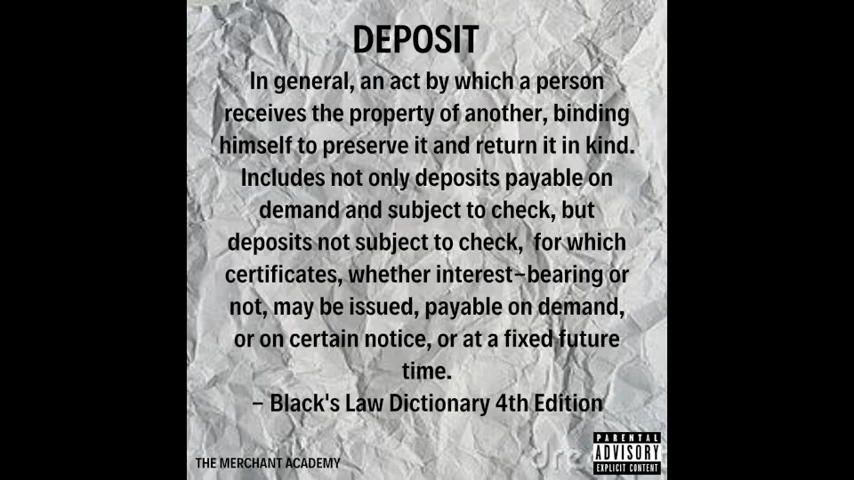 DEPOSIT
In general, an act by which a person
receives the property of another, binding
himself to preserve it and return it in kind.
Includes not only deposits payable on
demand and subject to check, but
deposits not subject to check,  for which
certificates, whether interest–bearing or
not, may be issued, payable on demand,
or on certain notice, or at a fixed future
time.
– Black's Law Dictionary 4th Edition
THE MERCHANT ACADEMY
PARENTAL
ADVISORY
EXPLICIT CONTENT